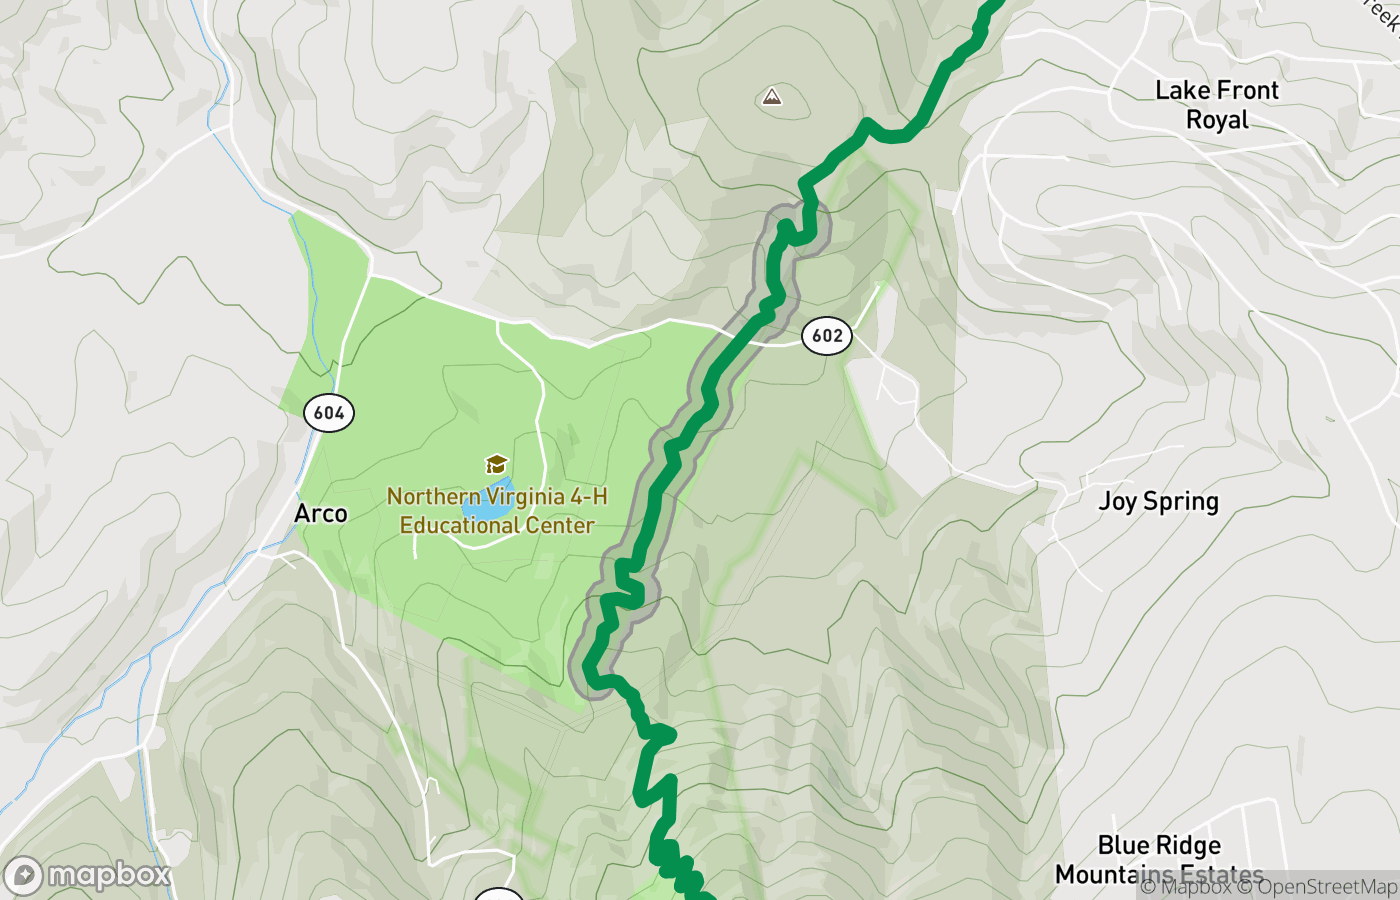 Creek
Lake Front
Royal
602
604
Northern Virginia 4-H
Educational Center
Arco
Joy Spring
Blue Ridge
Mountains Estates
mapbox
© Mapbox © OpenStreetMap